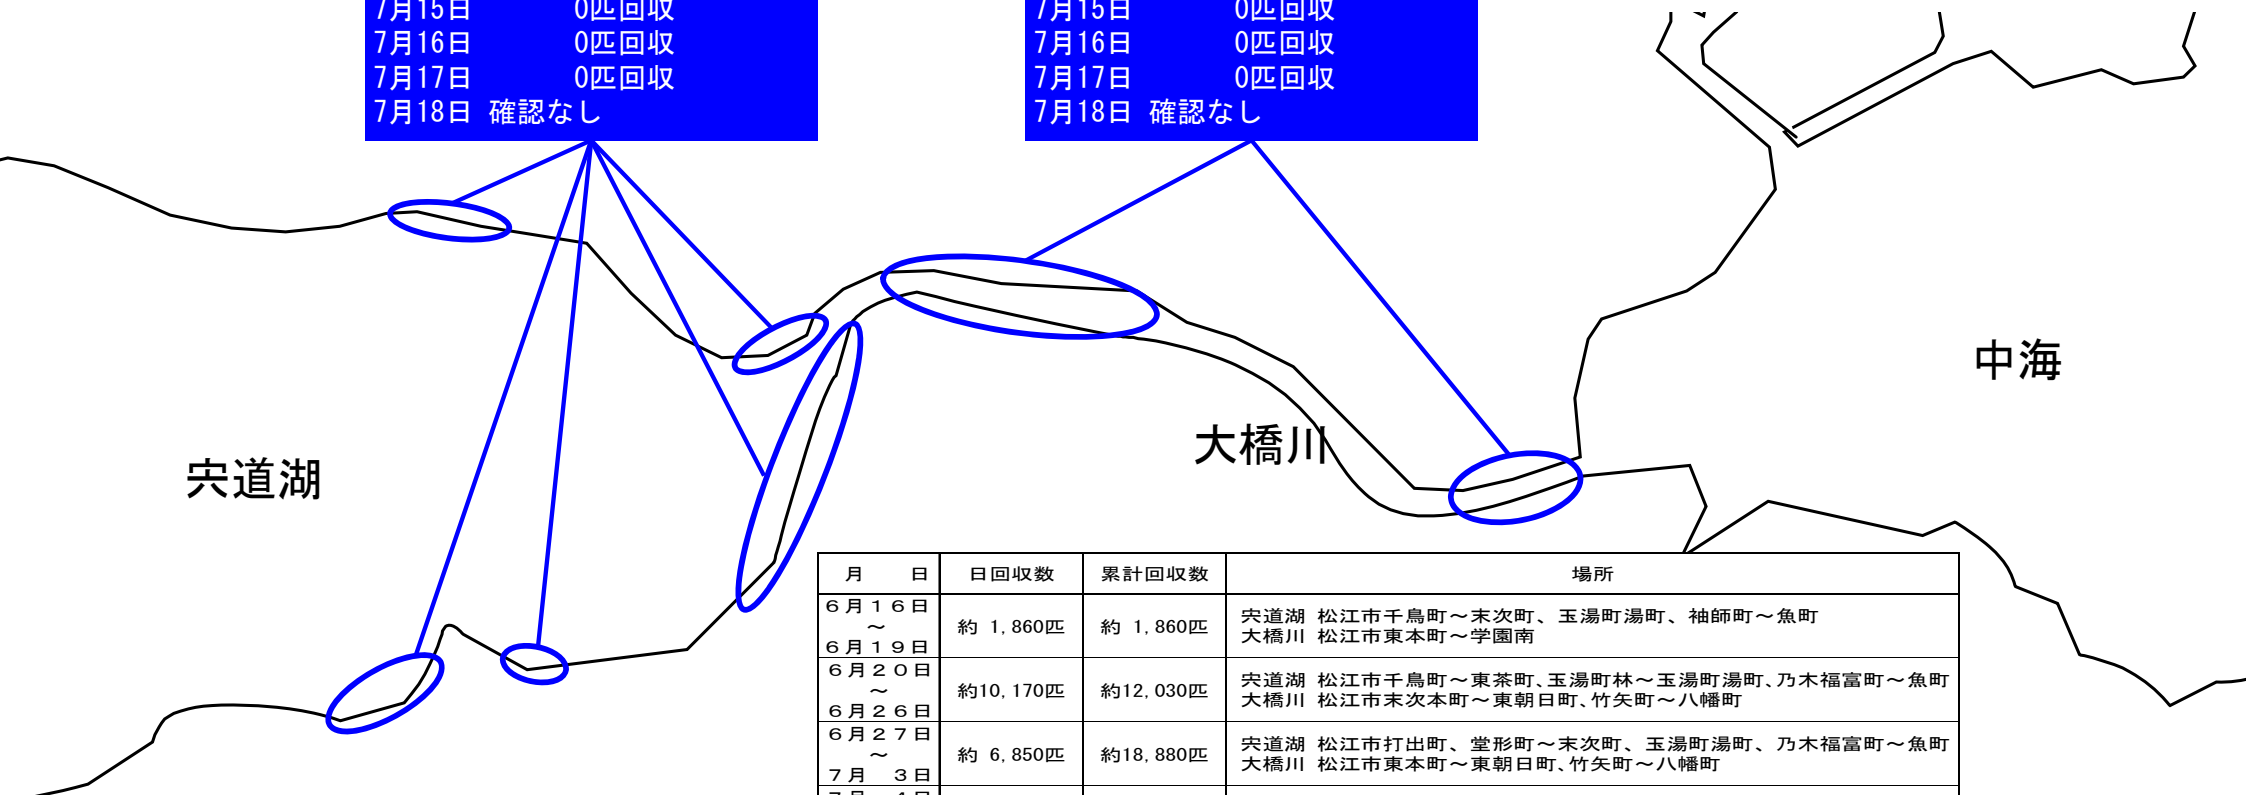 7月15日 0匹回収
7月16日 0匹回収
7月17日 0匹回収
7月18日 確認なし
7月15日 0匹回収
7月16日 0匹回収
7月17日 0匹回収
7月18日 確認なし
中海
大橋川
宍道湖
月 日 日回収数 累計回収数 場所
6月16日
～
6月19日
約 1,860匹 約 1,860匹
宍道湖 松江市千鳥町～末次町、玉湯町湯町、袖師町～魚町
大橋川 松江市東本町～学園南
6月20日
～
6月26日
約10,170匹 約12,030匹
宍道湖 松江市千鳥町～東茶町、玉湯町林～玉湯町湯町、乃木福富町～魚町
大橋川 松江市末次本町～東朝日町、竹矢町～八幡町
6月27日
～
7月 3日
約 6,850匹 約18,880匹
宍道湖 松江市打出町、堂形町～末次町、玉湯町湯町、乃木福富町～魚町
大橋川 松江市東本町～東朝日町、竹矢町～八幡町
7月 4日